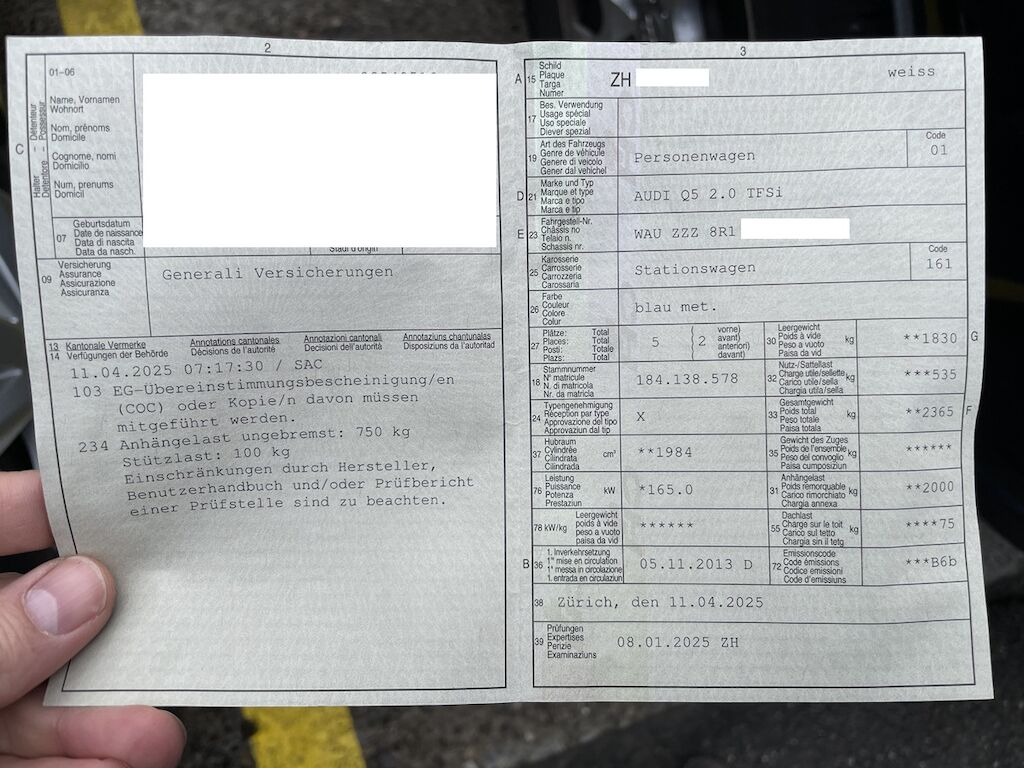 2
01-06
Halter - Détenteur
Detentore - Possessur
C
Name, Vornamen
Wohnort
Nom, prénoms
Domicile
Cognome, nomi
Domicilio
Num, prenums
Domicil
07
Geburtsdatum
Date de naissance
Data di nascita
Data da nasch.
09
Versicherung
Assurance
Assicurazione
Assicuranza
Generali Versicherungen
13 Kantonale Vermerke Annotations cantonales Annotazioni cantonali Annotaziuns chantunalas
14 Verfügungen der Behörde Décisions de l'autorité Decisioni dell'autorità Disposiziuns da l'autoritad
11.04.2025 07:17:30 / SAC
103 EG-Übereinstimmungsbescheinigung/en
(COC) oder Kopie/n davon müssen
mitgeführt werden.
234 Anhängelast ungebremst: 750 kg
Stützlast: 100 kg
Einschränkungen durch Hersteller,
Benutzerhandbuch und/oder Prüfbericht
einer Prüfstelle sind zu beachten.
3
A 15
Schild
Plaque
Targa
Numer
ZH
weiss
17
Bes. Verwendung
Usage spécial
Uso speciale
Diever spezial
19
Art des Fahrzeugs
Genre de véhicule
Genere di veicolo
Gener dal vehichel
Personenwagen
Code
01
D 21
Marke und Typ
Marque et type
Marca e tipo
Marca e tip
AUDI Q5 2.0 TFSi
E 23
Fahrgestell-Nr.
Châssis no
Telaio n.
Schassis nr.
WAU ZZZ 8R1
25
Karosserie
Carrosserie
Carrozzeria
Carossaria
Stationswagen
Code
161
26
Farbe
Couleur
Colore
Colur
blau met.
27
Plätze: Total
Places: Total
Posti: Totale
Plazs: Total
5
2
vorne)
avant)
anteriori)
davant)
30
Leergewicht
Poids à vide
Peso a vuoto
Paisa da vid
kg
**1830
G
18
Stammnummer
N° matricule
N. di matricola
Nr. da matricla
184.138.578
32
Nutz-/Sattellast
Charge utile/sellette
Carico utile/sella
Chargia utila/sella
kg
***535
24
Typengenehmigung
Réception par type
Approvazione del tipo
Approvaziun dal tip
X
33
Gesamtgewicht
Poids total
Peso totale
Paisa totala
kg
**2365
F
37
Hubraum
Cylindrée
Cilindrata
Cilindrada
cm³
**1984
35
Gewicht des Zuges
Poids de l'ensemble
Peso del convoglio
Paisa cumposiziun
kg
******
76
Leistung
Puissance
Potenza
Prestaziun
kW
*165.0
31
Anhängelast
Poids remorquable
Carico rimorchiato
Chargia annexa
kg
**2000
78 kW/kg
Leergewicht
poids à vide
peso a vuoto
paisa da vid
******
55
Dachlast
Charge sur le toit
Carico sul tetto
Chargia sin il tetg
kg
****75
B 36
1. Inverkehrsetzung
1re mise en circulation
1a messa in circolazione
1. entrada en circulaziun
05.11.2013 D
72
Emissionscode
Code émissions
Codice emissioni
Code d'emissiuns
***B6b
38
Zürich, den 11.04.2025
39
Prüfungen
Expertises
Perizie
Examinaziuns
08.01.2025 ZH